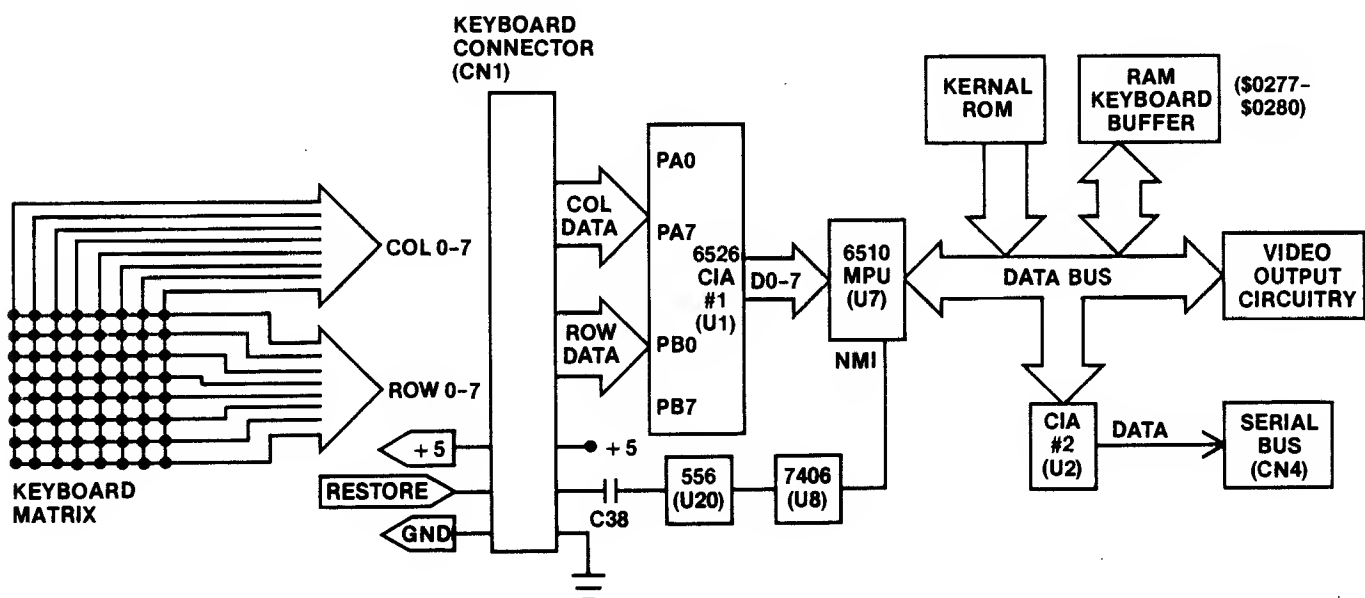 KEYBOARD
CONNECTOR
(CN1)
KERNAL
ROM
RAM
KEYBOARD
BUFFER
($0277-
$0280)
COL 0-7
ROW 0-7
KEYBOARD
MATRIX
+5
RESTORE
GND
COL
DATA
ROW
DATA
+5
C38
PA0
PA7
6526
CIA
#1
(U1)
PB0
PB7
D0-7
6510
MPU
(U7)
NMI
556
(U20)
7406
(U8)
DATA BUS
VIDEO
OUTPUT
CIRCUITRY
CIA
#2
(U2)
DATA
SERIAL
BUS
(CN4)